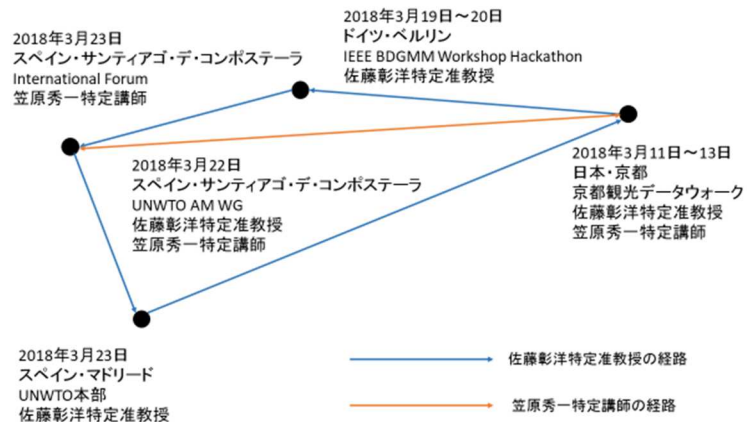 2018年3月19日～20日
ドイツ・ベルリン
IEEE BDGMM Workshop Hackathon
佐藤彰洋特定准教授
2018年3月23日
スペイン・サンティアゴ・デ・コンポステーラ
International Forum
笠原秀一特定講師
2018年3月22日
スペイン・サンティアゴ・デ・コンポステーラ
UNWTO AM WG
佐藤彰洋特定准教授
笠原秀一特定講師
2018年3月11日～13日
日本・京都
京都観光データウォーク
佐藤彰洋特定准教授
笠原秀一特定講師
2018年3月23日
スペイン・マドリード
UNWTO本部
佐藤彰洋特定准教授
佐藤彰洋特定准教授の経路
笠原秀一特定講師の経路